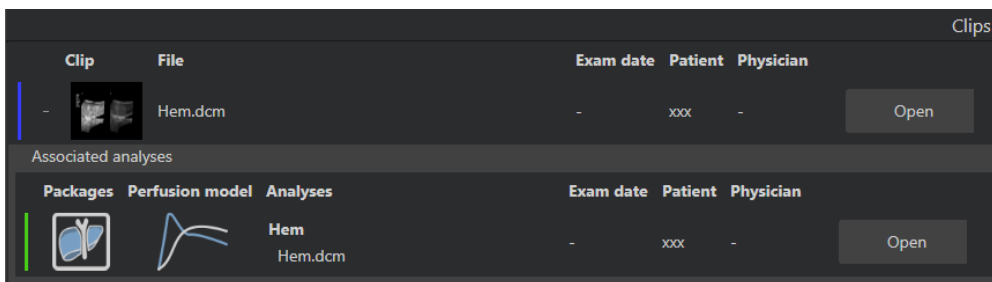 Clips
Clip File Exam date Patient Physician
- Hem.dcm - xxx - Open
Associated analyses
Packages Perfusion model Analyses Exam date Patient Physician
Hem
Hem.dcm - xxx - Open